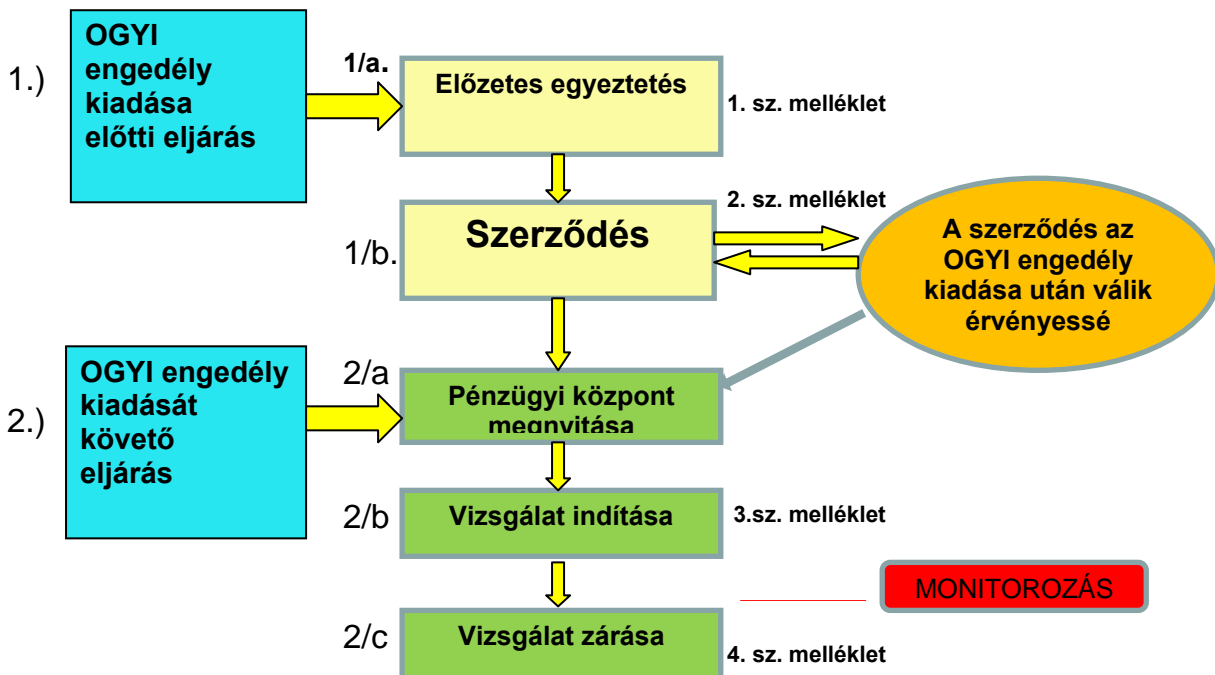 1.)
OGYI
engedély
kiadása
előtti eljárás
1/a.
Előzetes egyeztetés
1. sz. melléklet
1/b.
Szerződés
2. sz. melléklet
A szerződés az
OGYI engedély
kiadása után válik
érvényessé
2.)
OGYI engedély
kiadását
követő
eljárás
2/a
Pénzügyi központ
megnyitása
2/b
Vizsgálat indítása
3.sz. melléklet
MONITOROZÁS
2/c
Vizsgálat zárása
4. sz. melléklet